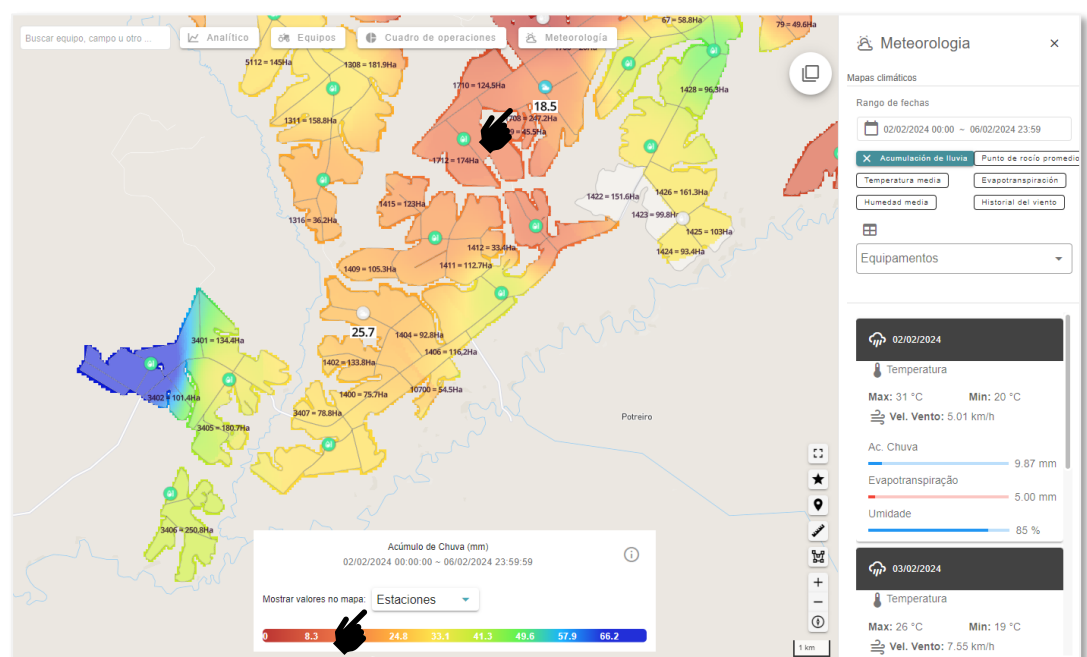 Buscar equipo, campo u otro ...
Analítico
Equipos
Cuadro de operaciones
Meteorología
67 = 58.8Ha
79 = 49.6Ha
5112 = 145Ha
1308 = 181.9Ha
1710 = 124.5Ha
1428 = 96.3Ha
18.5
1311 = 158.8Ha
708 = 247.2Ha
9 = 45.5Ha
1712 = 174Ha
1422 = 151.6Ha
1426 = 161.3Ha
1415 = 123Ha
1423 = 99.8Ha
1316 = 36.2Ha
1425 = 103Ha
1412 = 33.4Ha
1424 = 93.4Ha
1409 = 105.3Ha
1411 = 112.7Ha
25.7
3401 = 134.4Ha
1404 = 92.8Ha
1406 = 116.2Ha
1402 = 133.8Ha
3402 = 101.4Ha
1400 = 75.7Ha
10700 = 54.5Ha
3407 = 78.8Ha
3405 = 180.7Ha
Potreiro
3406 = 250.8Ha
Acúmulo de Chuva (mm)
02/02/2024 00:00:00 ~ 06/02/2024 23:59:59
Mostrar valores no mapa: Estaciones
0 8.3 24.8 33.1 41.3 49.6 57.9 66.2
1 km
Meteorologia
Mapas climáticos
Rango de fechas
02/02/2024 00:00 ~ 06/02/2024 23:59
Acumulación de lluvia
Punto de rocío promedio
Temperatura media
Evapotranspiración
Humedad media
Historial del viento
Equipamentos
02/02/2024
Temperatura
Max: 31 °C Min: 20 °C
Vel. Vento: 5.01 km/h
Ac. Chuva
9.87 mm
Evapotranspiração
5.00 mm
Umidade
85 %
03/02/2024
Temperatura
Max: 26 °C Min: 19 °C
Vel. Vento: 7.55 km/h